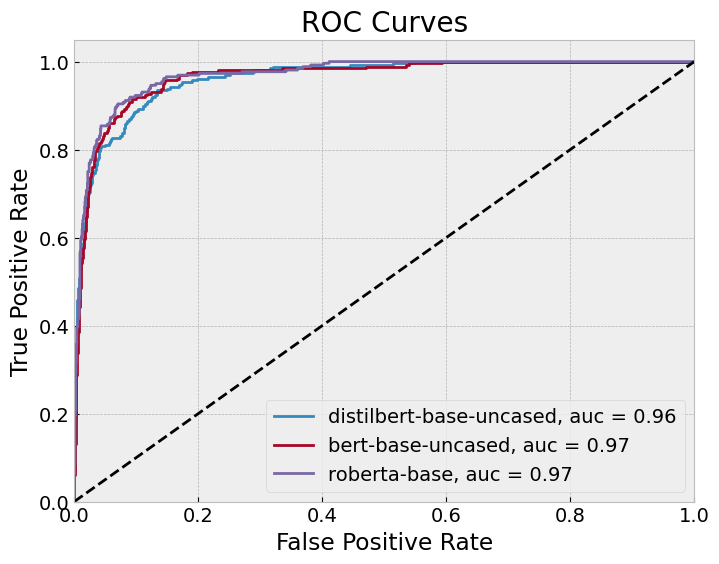 ROC Curves
True Positive Rate
1.0
0.8
0.6
0.4
0.2
0.0
distilbert-base-uncased, auc = 0.96
bert-base-uncased, auc = 0.97
roberta-base, auc = 0.97
0.0 0.2 0.4 0.6 0.8 1.0
False Positive Rate